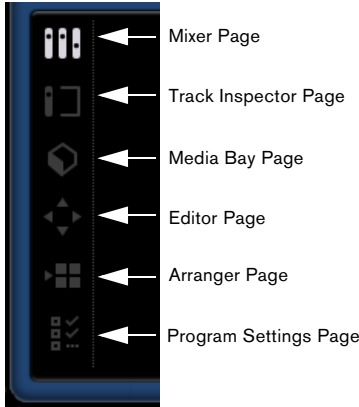 Mixer Page
Track Inspector Page
Media Bay Page
Editor Page
Arranger Page
Program Settings Page